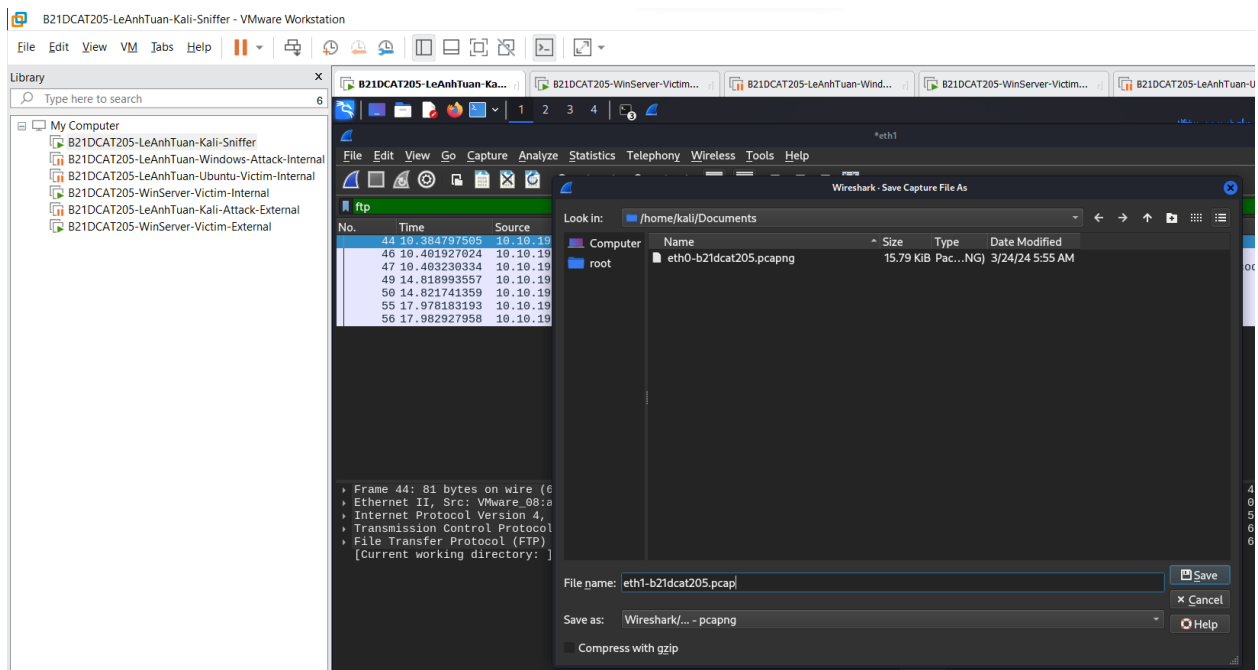 B21DCAT205-LeAnhTuan-Kali-Sniffer - VMware Workstation
File Edit View VM Tabs Help
Library x
Type here to search 6
My Computer
B21DCAT205-LeAnhTuan-Kali-Sniffer
B21DCAT205-LeAnhTuan-Windows-Attack-Internal
B21DCAT205-LeAnhTuan-Ubuntu-Victim-Internal
B21DCAT205-WinServer-Victim-Internal
B21DCAT205-LeAnhTuan-Kali-Attack-External
B21DCAT205-WinServer-Victim-External
B21DCAT205-LeAnhTuan-Ka... B21DCAT205-WinServer-Victim... B21DCAT205-LeAnhTuan-Wind... B21DCAT205-WinServer-Victim... B21DCAT205-LeAnhTuan-U
1 2 3 4 3
*eth1
File Edit View Go Capture Analyze Statistics Telephony Wireless Tools Help
ftp
No. Time Source
44 10.384797505 10.10.19
46 10.401927024 10.10.19
47 10.403230334 10.10.19
49 14.818993557 10.10.19
50 14.821741359 10.10.19
55 17.978183193 10.10.19
56 17.982927958 10.10.19
Frame 44: 81 bytes on wire (6
Ethernet II, Src: VMware_08:a
Internet Protocol Version 4,
Transmission Control Protocol
File Transfer Protocol (FTP)
[Current working directory: ]
Wireshark · Save Capture File As
Look in: /home/kali/Documents
Computer
root
Name Size Type Date Modified
eth0-b21dcat205.pcapng 15.79 KiB Pac...NG) 3/24/24 5:55 AM
File name: eth1-b21dcat205.pcap
Save
Cancel
Save as: Wireshark/... - pcapng
Help
Compress with gzip